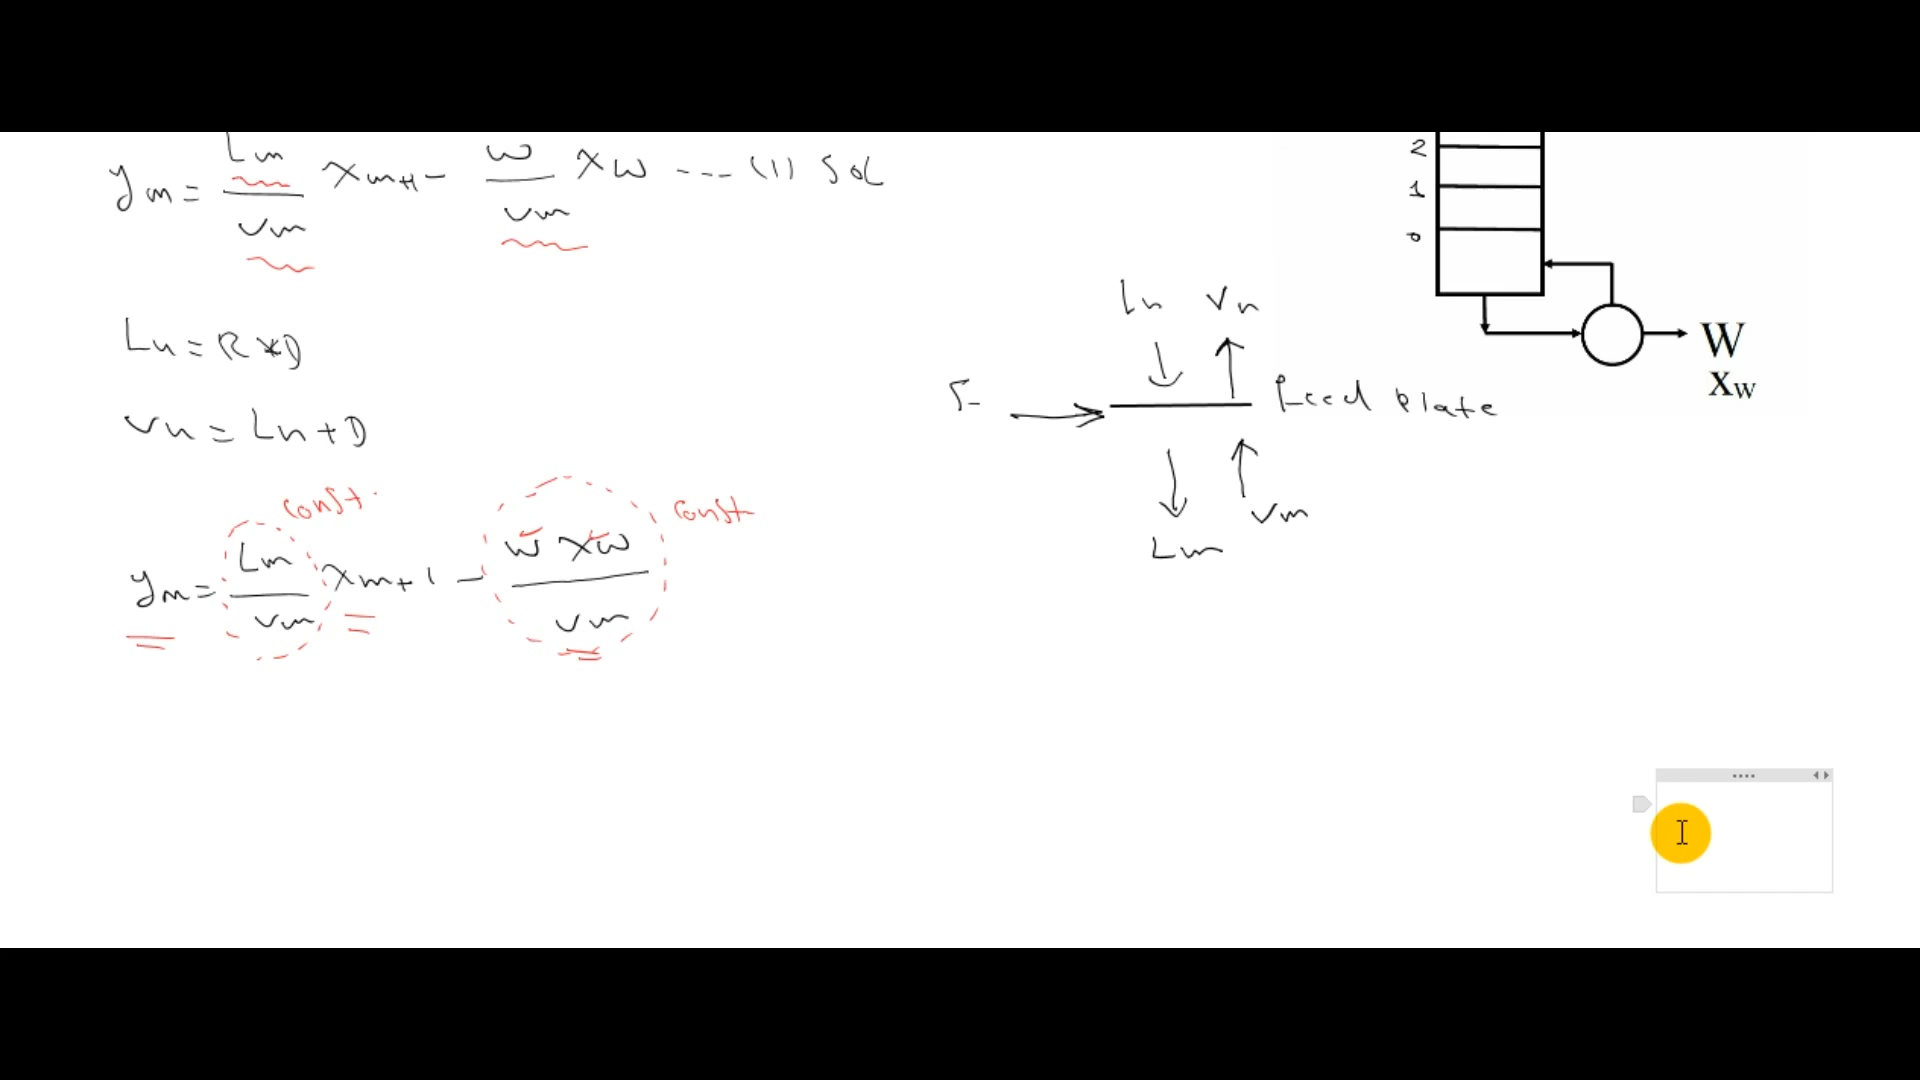 ym = Lm/vm xm+1 - w/vm xw ---- (1) Sol
2
1
0
Ln = R*D
vn = Ln + D
Ln vn
W
xw
F
feed plate
const. const
ym = Lm/vm xm+1 - w xw/vm
vm
Lm